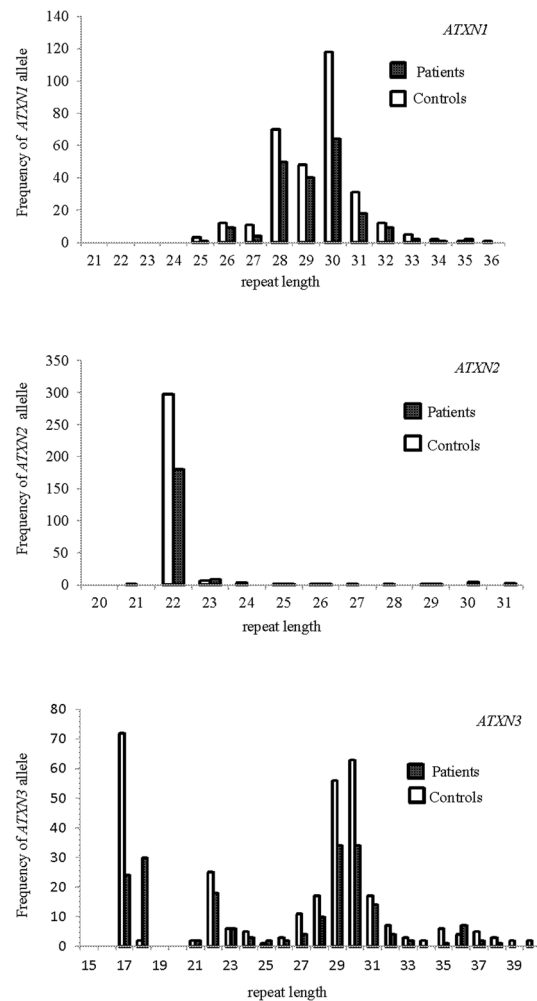 ATXN1
Patients
Controls
Frequency of ATXN1 allele
140
120
100
80
60
40
20
0
21 22 23 24 25 26 27 28 29 30 31 32 33 34 35 36
repeat length
ATXN2
Patients
Controls
Frequency of ATXN2 allelle
350
300
250
200
150
100
50
0
20 21 22 23 24 25 26 27 28 29 30 31
repeat length
ATXN3
Patients
Controls
Frequency of ATXN3 allele
80
70
60
50
40
30
20
10
0
15 17 19 21 23 25 27 29 31 33 35 37 39
repeat length